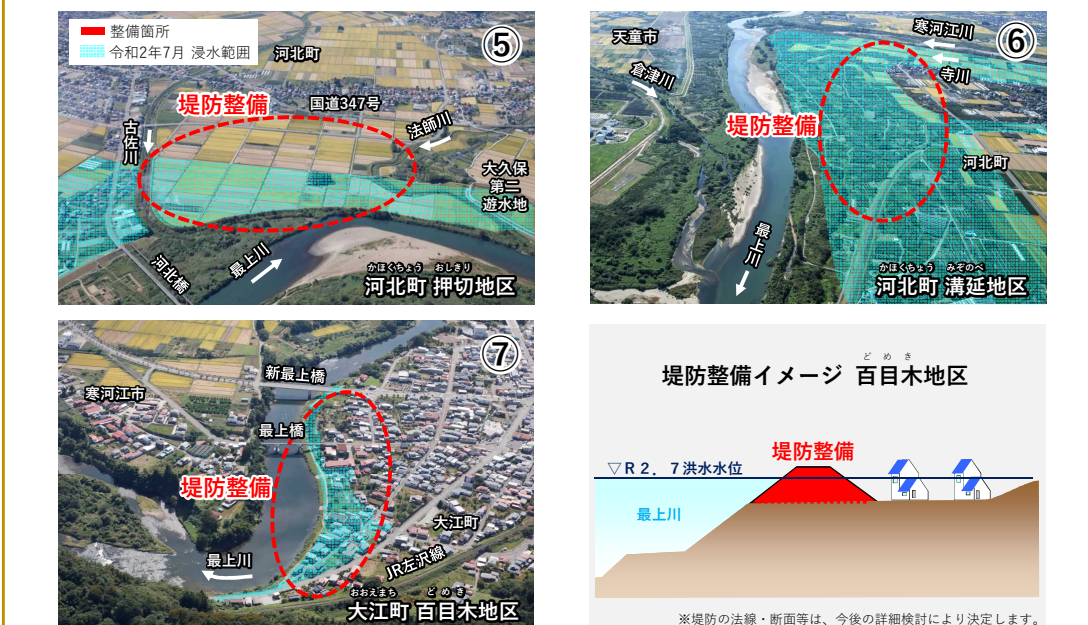 整備箇所
令和2年7月 浸水範囲
⑤
河北町
国道347号
堤防整備
法師川
古佐川
大久保
第二
遊水地
最上川
河北橋
かほくちょう おしきり
河北町 押切地区
⑥
天童市
寒河江川
倉津川
寺川
堤防整備
河北町
最上川
かほくちょう みぞのべ
河北町 溝延地区
⑦
新最上橋
寒河江市
最上橋
堤防整備
大江町
最上川
JR左沢線
おおえまち どめき
大江町 百目木地区
どめき
堤防整備イメージ 百目木地区
堤防整備
▽R2.7洪水水位
最上川
※堤防の法線・断面等は、今後の詳細検討により決定します。